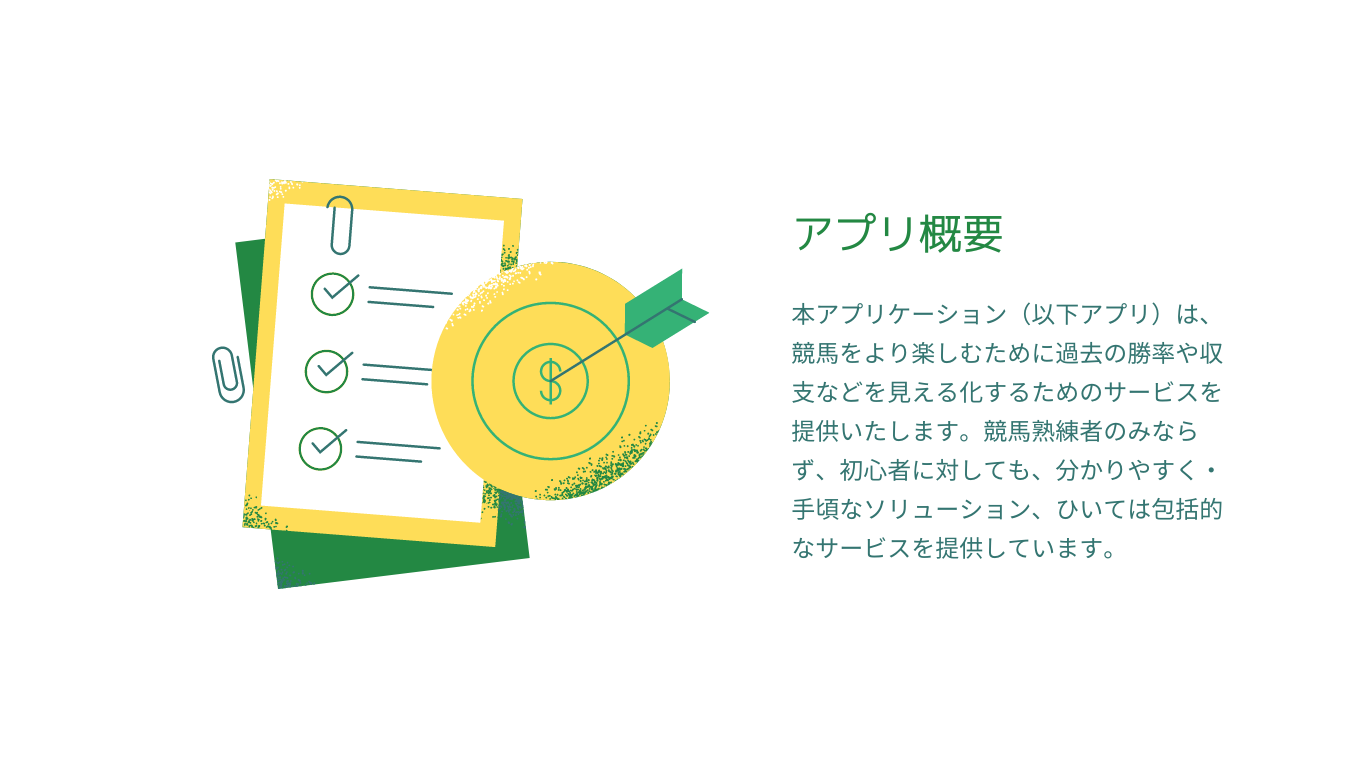 アプリ概要
本アプリケーション（以下アプリ）は、
競馬をより楽しむために過去の勝率や収
支などを見える化するためのサービスを
提供いたします。競馬熟練者のみなら
ず、初心者に対しても、分かりやすく・
手頃なソリューション、ひいては包括的
なサービスを提供しています。
$